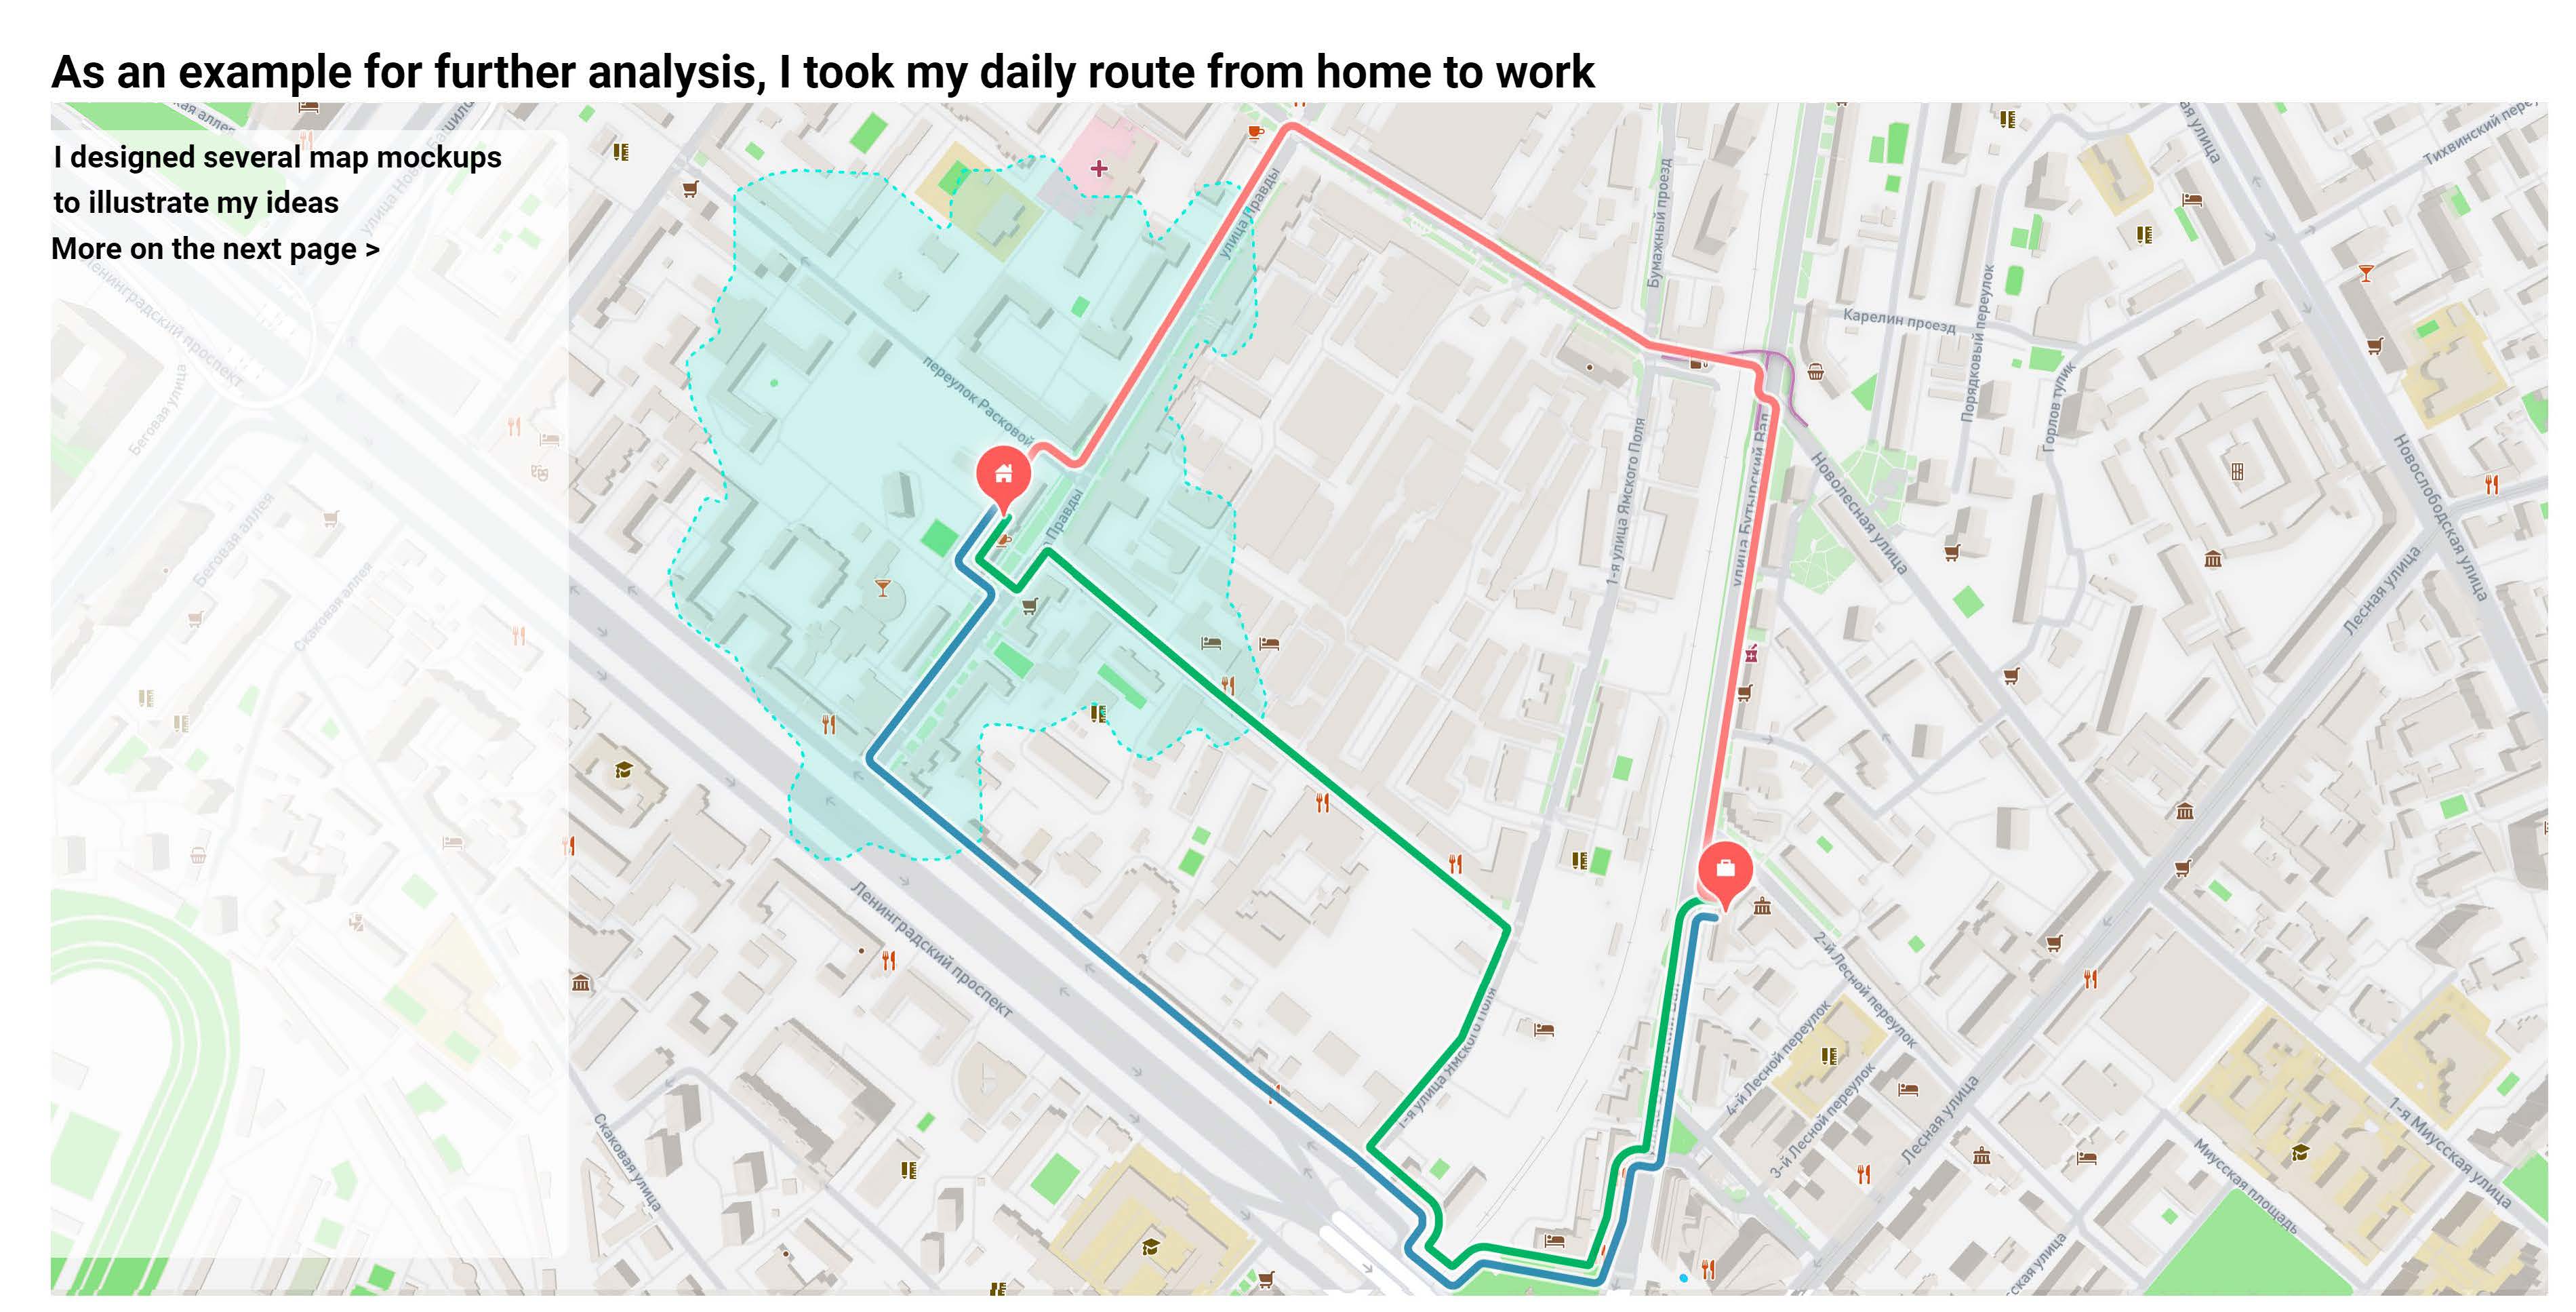 As an example for further analysis, I took my daily route from home to work
I designed several map mockups
to illustrate my ideas
More on the next page >
Ленинградский проспект
Беговая улица
Беговая аллея
Скаковая аллея
улица Правды
переулок Расковой
Правды
Бумажный проезд
1-я улица Ямского Поля
улица Бутырский Вал
Карелин проезд
Порядковый переулок
Горлов тупик
Тихвинский
Новолесная улица
Новослободская улица
Лесная улица
Ленинградский проспект
Скаковая улица
1-я улица Ямского Поля
2-й Лесной переулок
4-й Лесной переулок
3-й Лесной переулок
Лесная улица
1-я Миусская улица
Миусская площадь